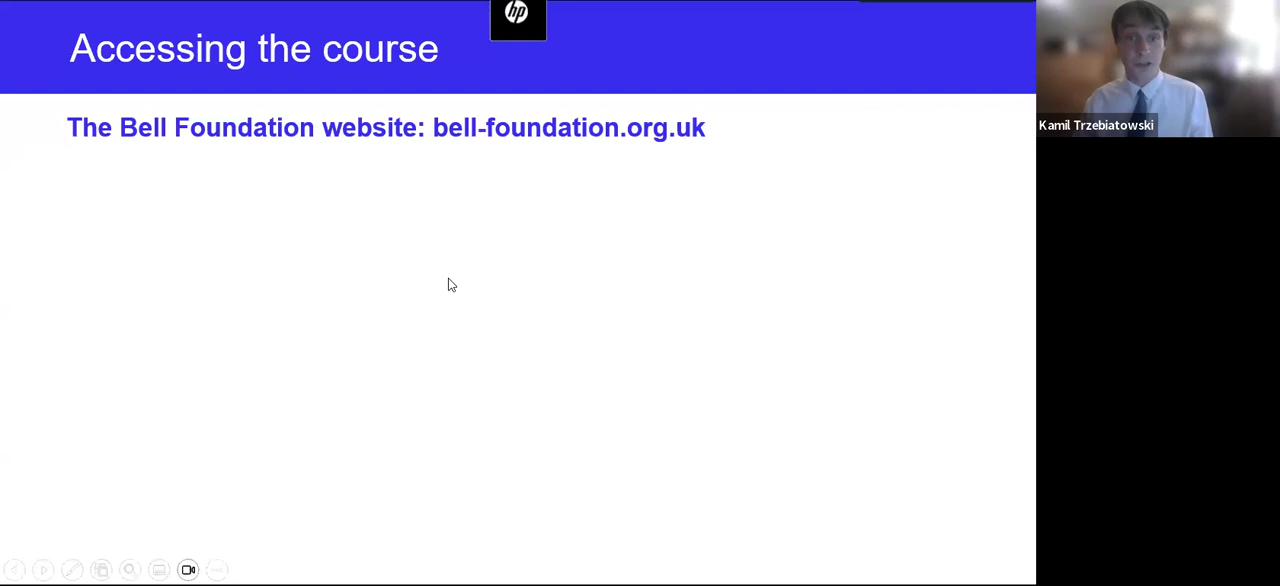 Accessing the course
hp
The Bell Foundation website: bell-foundation.org.uk
Kamil Trzebiatowski